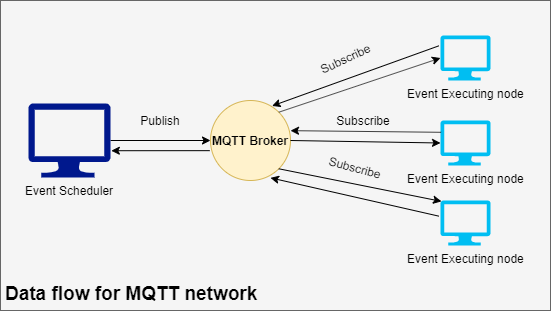 Subscribe
Event Executing node
Publish
Subscribe
MQTT Broker
Event Executing node
Subscribe
Event Scheduler
Event Executing node
Data flow for MQTT network